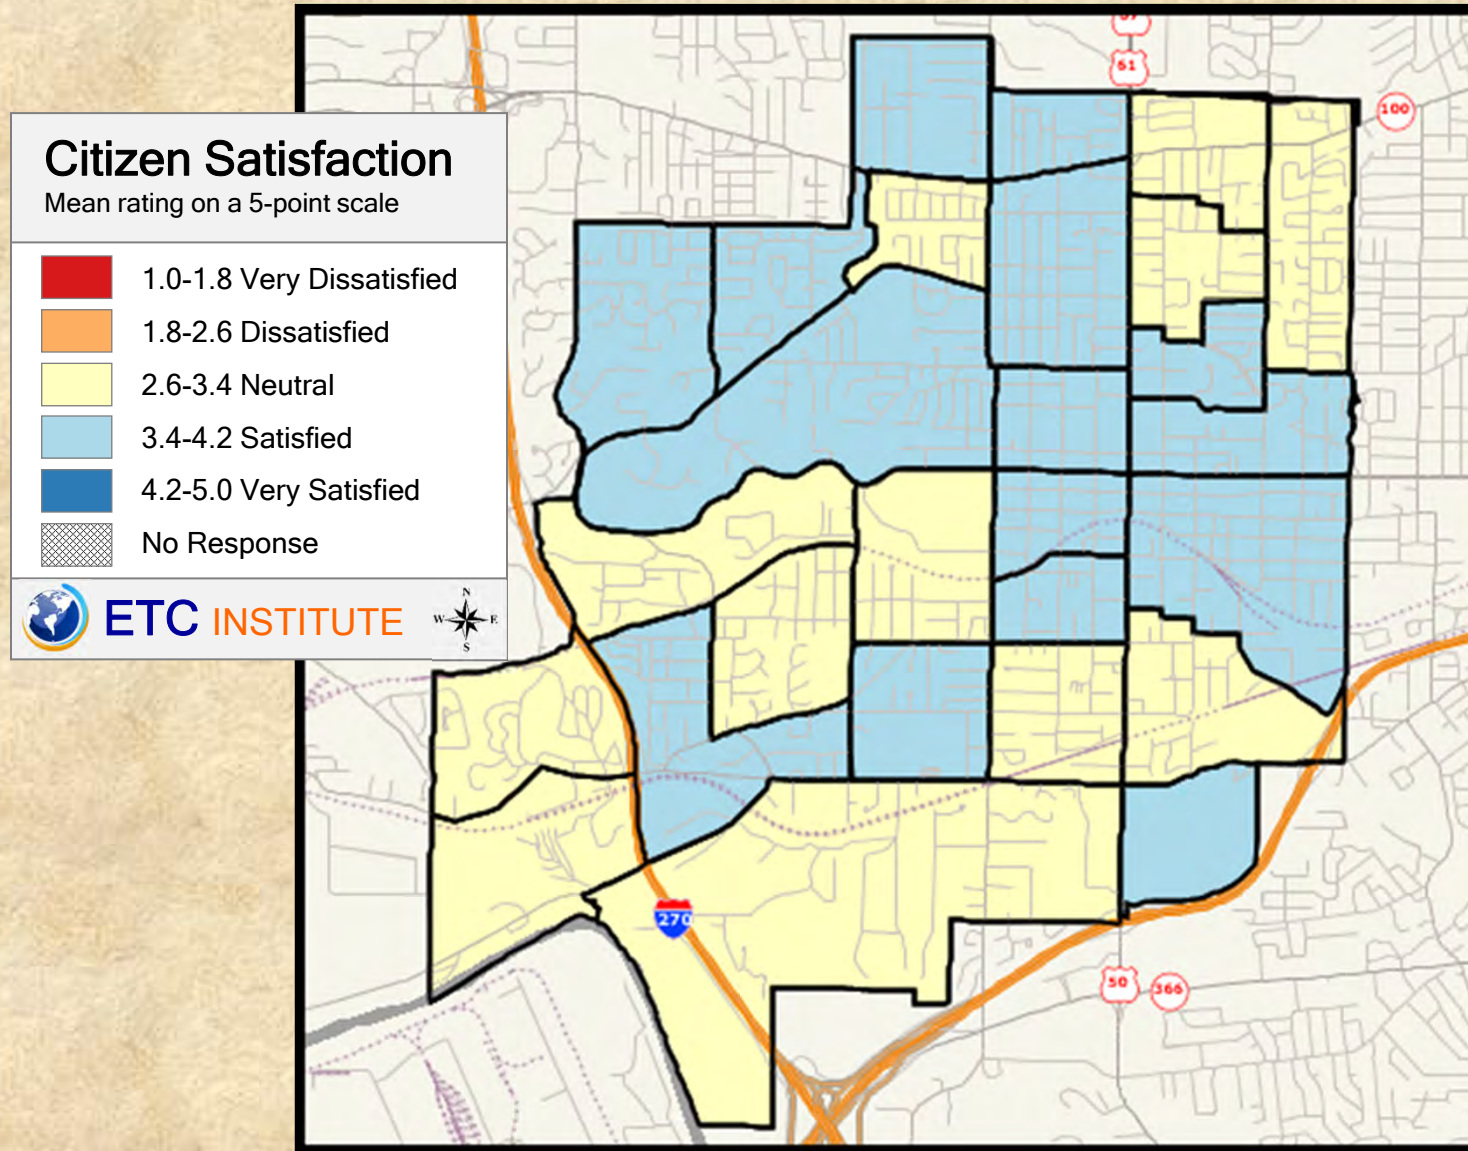 Citizen Satisfaction
Mean rating on a 5-point scale
1.0-1.8 Very Dissatisfied
1.8-2.6 Dissatisfied
2.6-3.4 Neutral
3.4-4.2 Satisfied
4.2-5.0 Very Satisfied
No Response
ETC INSTITUTE
N
W E
S
61
100
270
50
366